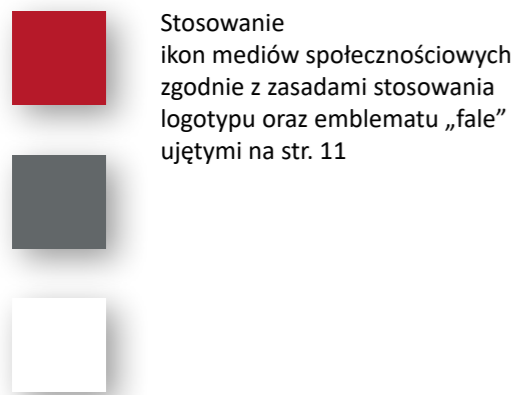 Stosowanie
ikon mediów społecznościowych
zgodnie z zasadami stosowania
logotypu oraz emblematu „fale”
ujętymi na str. 11